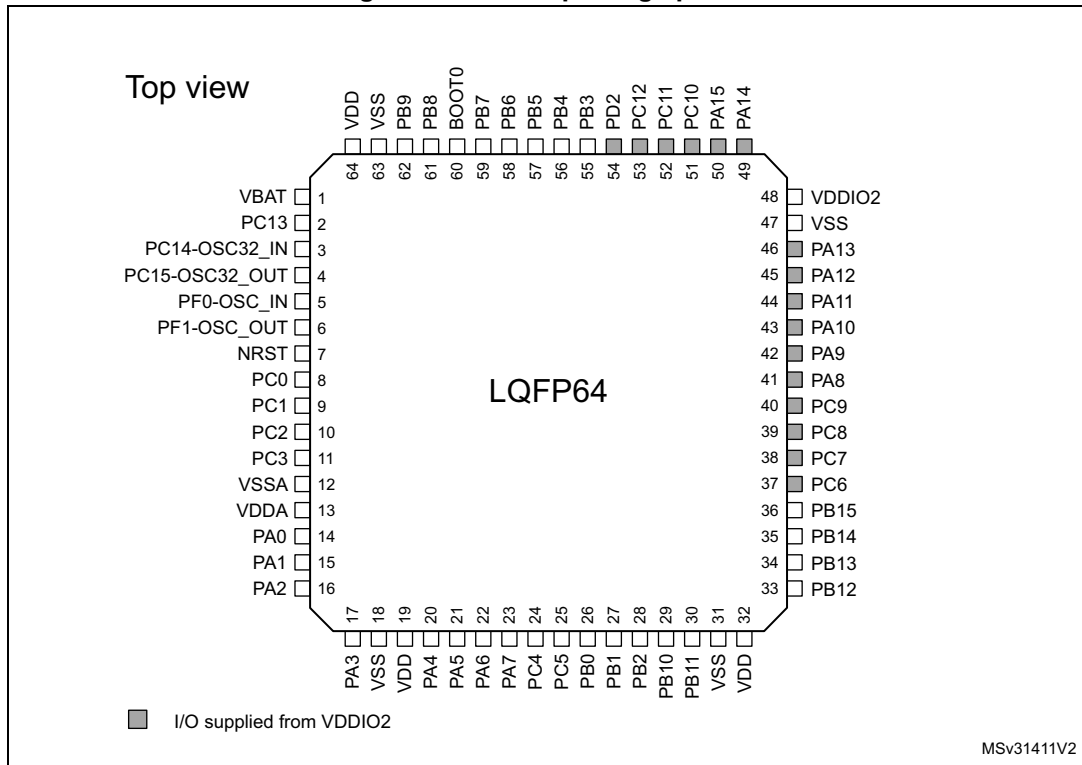 Top view
VDD
VSS
PB9
PB8
BOOT0
PB7
PB6
PB5
PB4
PB3
PD2
PC12
PC11
PC10
PA15
PA14
64
63
62
61
60
59
58
57
56
55
54
53
52
51
50
49
VBAT 1
PC13 2
PC14-OSC32_IN 3
PC15-OSC32_OUT 4
PF0-OSC_IN 5
PF1-OSC_OUT 6
NRST 7
PC0 8
PC1 9
PC2 10
PC3 11
VSSA 12
VDDA 13
PA0 14
PA1 15
PA2 16
LQFP64
48 VDDIO2
47 VSS
46 PA13
45 PA12
44 PA11
43 PA10
42 PA9
41 PA8
40 PC9
39 PC8
38 PC7
37 PC6
36 PB15
35 PB14
34 PB13
33 PB12
17
18
19
20
21
22
23
24
25
26
27
28
29
30
31
32
PA3
VSS
VDD
PA4
PA5
PA6
PA7
PC4
PC5
PB0
PB1
PB2
PB10
PB11
VSS
VDD
I/O supplied from VDDIO2
MSv31411V2